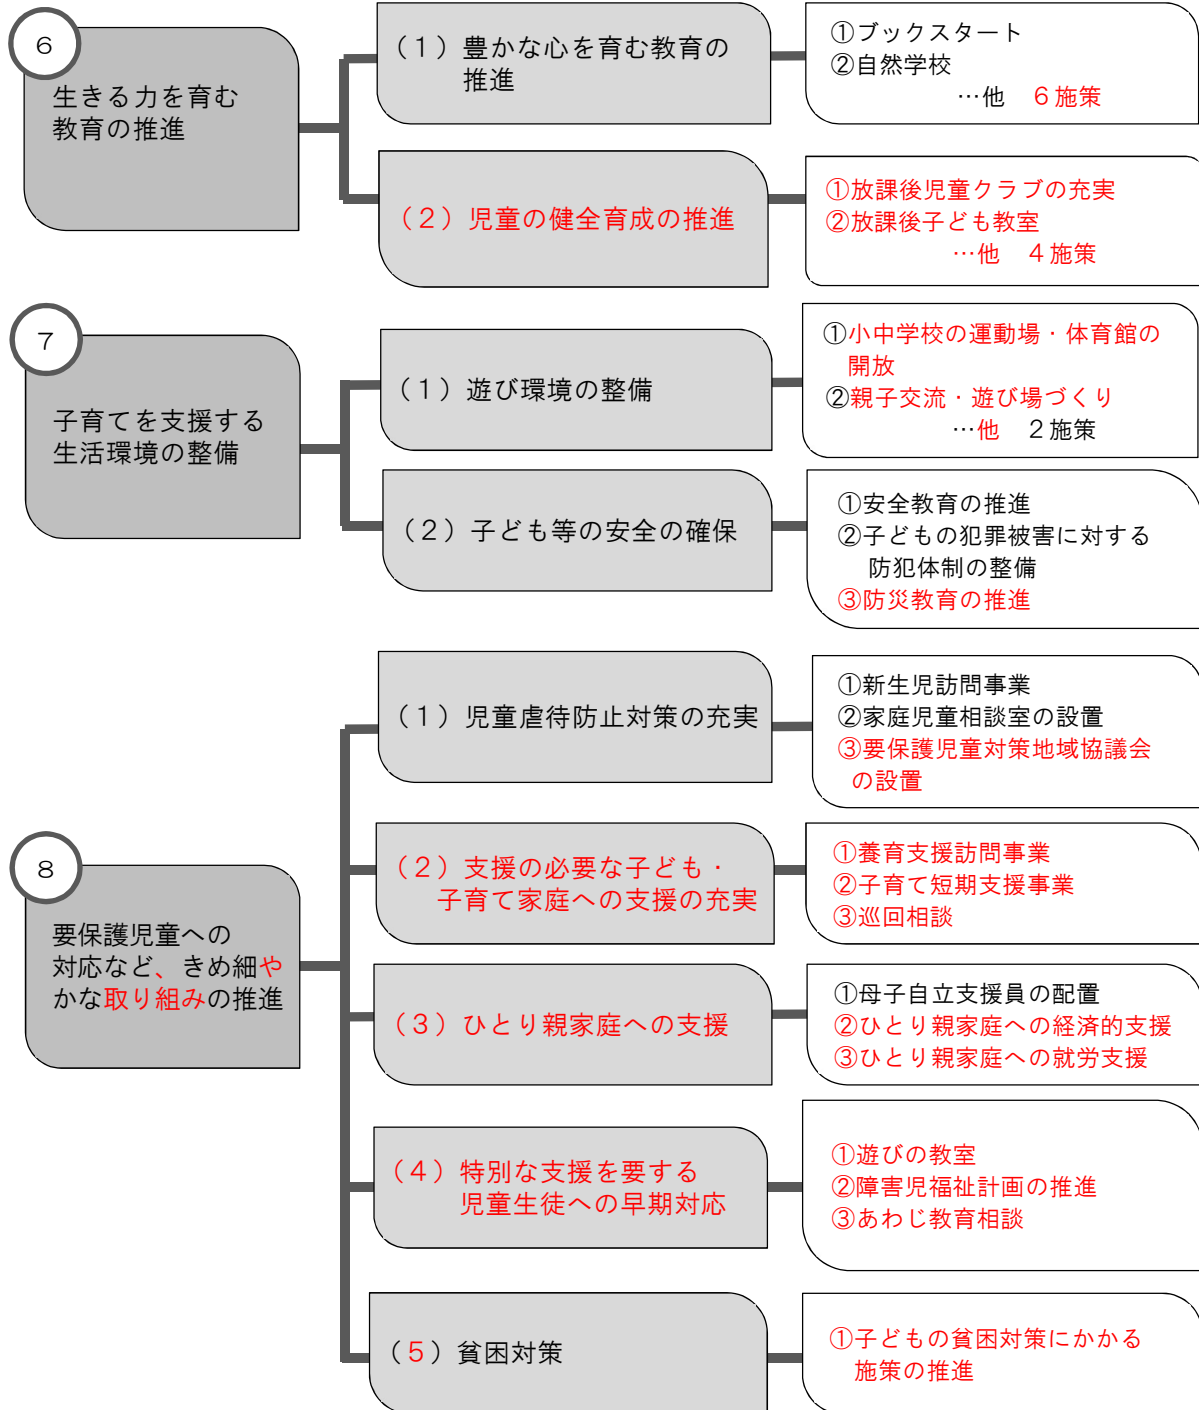 ６
生きる力を育む
教育の推進
（１）豊かな心を育む教育の
推進
①ブックスタート
②自然学校
…他　６施策
（２）児童の健全育成の推進
①放課後児童クラブの充実
②放課後子ども教室
…他　４施策
７
子育てを支援する
生活環境の整備
（１）遊び環境の整備
①小中学校の運動場・体育館の
開放
②親子交流・遊び場づくり
…他　２施策
（２）子ども等の安全の確保
①安全教育の推進
②子どもの犯罪被害に対する
防犯体制の整備
③防災教育の推進
８
要保護児童への
対応など、きめ細や
かな取り組みの推進
（１）児童虐待防止対策の充実
①新生児訪問事業
②家庭児童相談室の設置
③要保護児童対策地域協議会
の設置
（２）支援の必要な子ども・
子育て家庭への支援の充実
①養育支援訪問事業
②子育て短期支援事業
③巡回相談
（３）ひとり親家庭への支援
①母子自立支援員の配置
②ひとり親家庭への経済的支援
③ひとり親家庭への就労支援
（４）特別な支援を要する
児童生徒への早期対応
①遊びの教室
②障害児福祉計画の推進
③あわじ教育相談
（５）貧困対策
①子どもの貧困対策にかかる
施策の推進